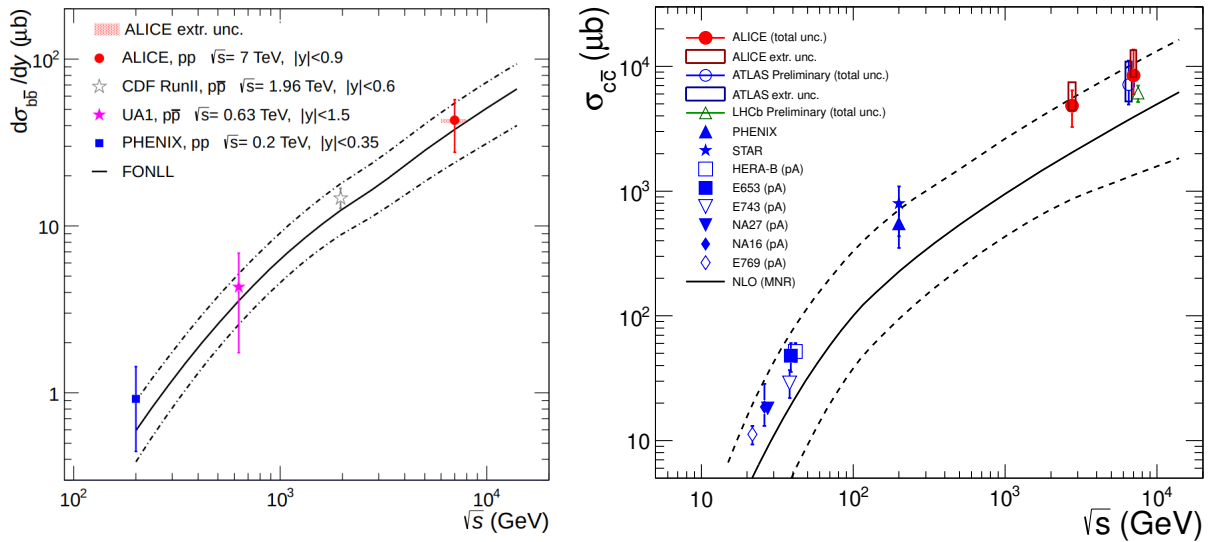 dσbb̅ /dy (μb)
ALICE extr. unc.
ALICE, pp √s= 7 TeV, |y|<0.9
CDF RunII, pp̅ √s= 1.96 TeV, |y|<0.6
UA1, pp̅ √s= 0.63 TeV, |y|<1.5
PHENIX, pp √s= 0.2 TeV, |y|<0.35
FONLL
10²
10
1
10² 10³ 10⁴
√s (GeV)
σcc̅ (μb)
ALICE (total unc.)
ALICE extr. unc.
ATLAS Preliminary (total unc.)
ATLAS extr. unc.
LHCb Preliminary (total unc.)
PHENIX
STAR
HERA-B (pA)
E653 (pA)
E743 (pA)
NA27 (pA)
NA16 (pA)
E769 (pA)
NLO (MNR)
10⁴
10³
10²
10
10 10² 10³ 10⁴
√s (GeV)